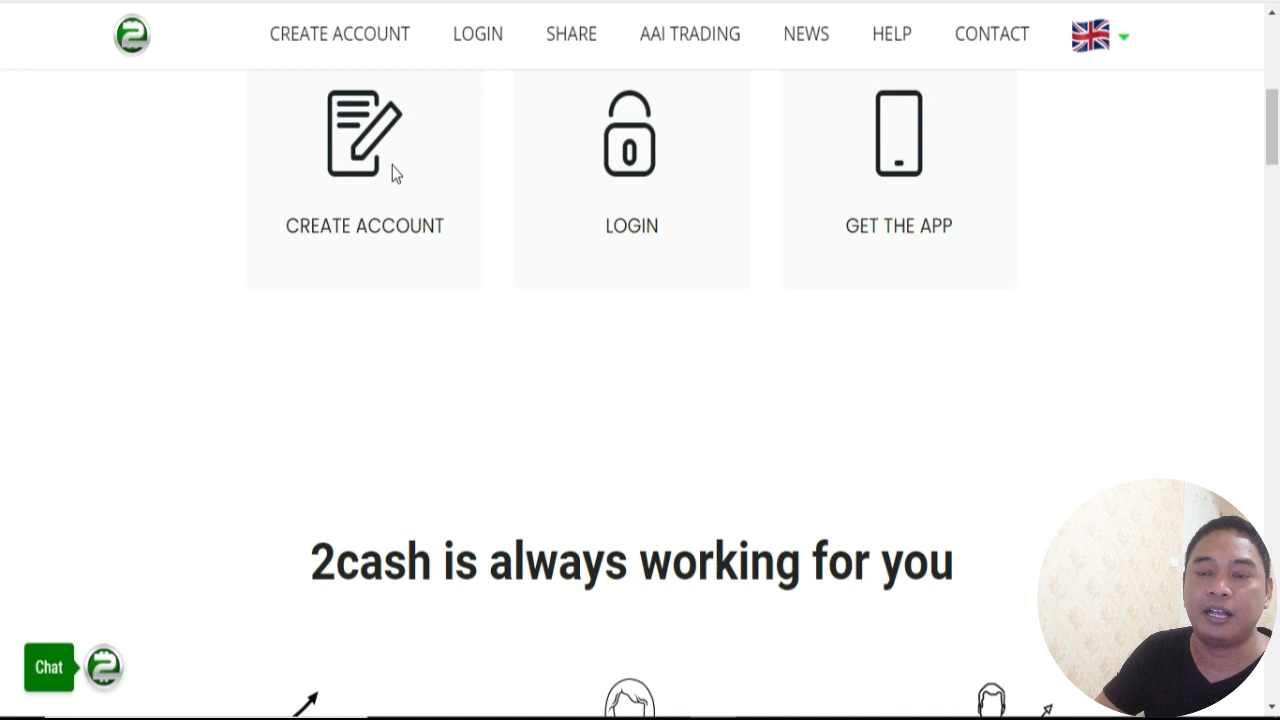 CREATE ACCOUNT LOGIN SHARE AAI TRADING NEWS HELP CONTACT
CREATE ACCOUNT LOGIN GET THE APP
2cash is always working for you
Chat